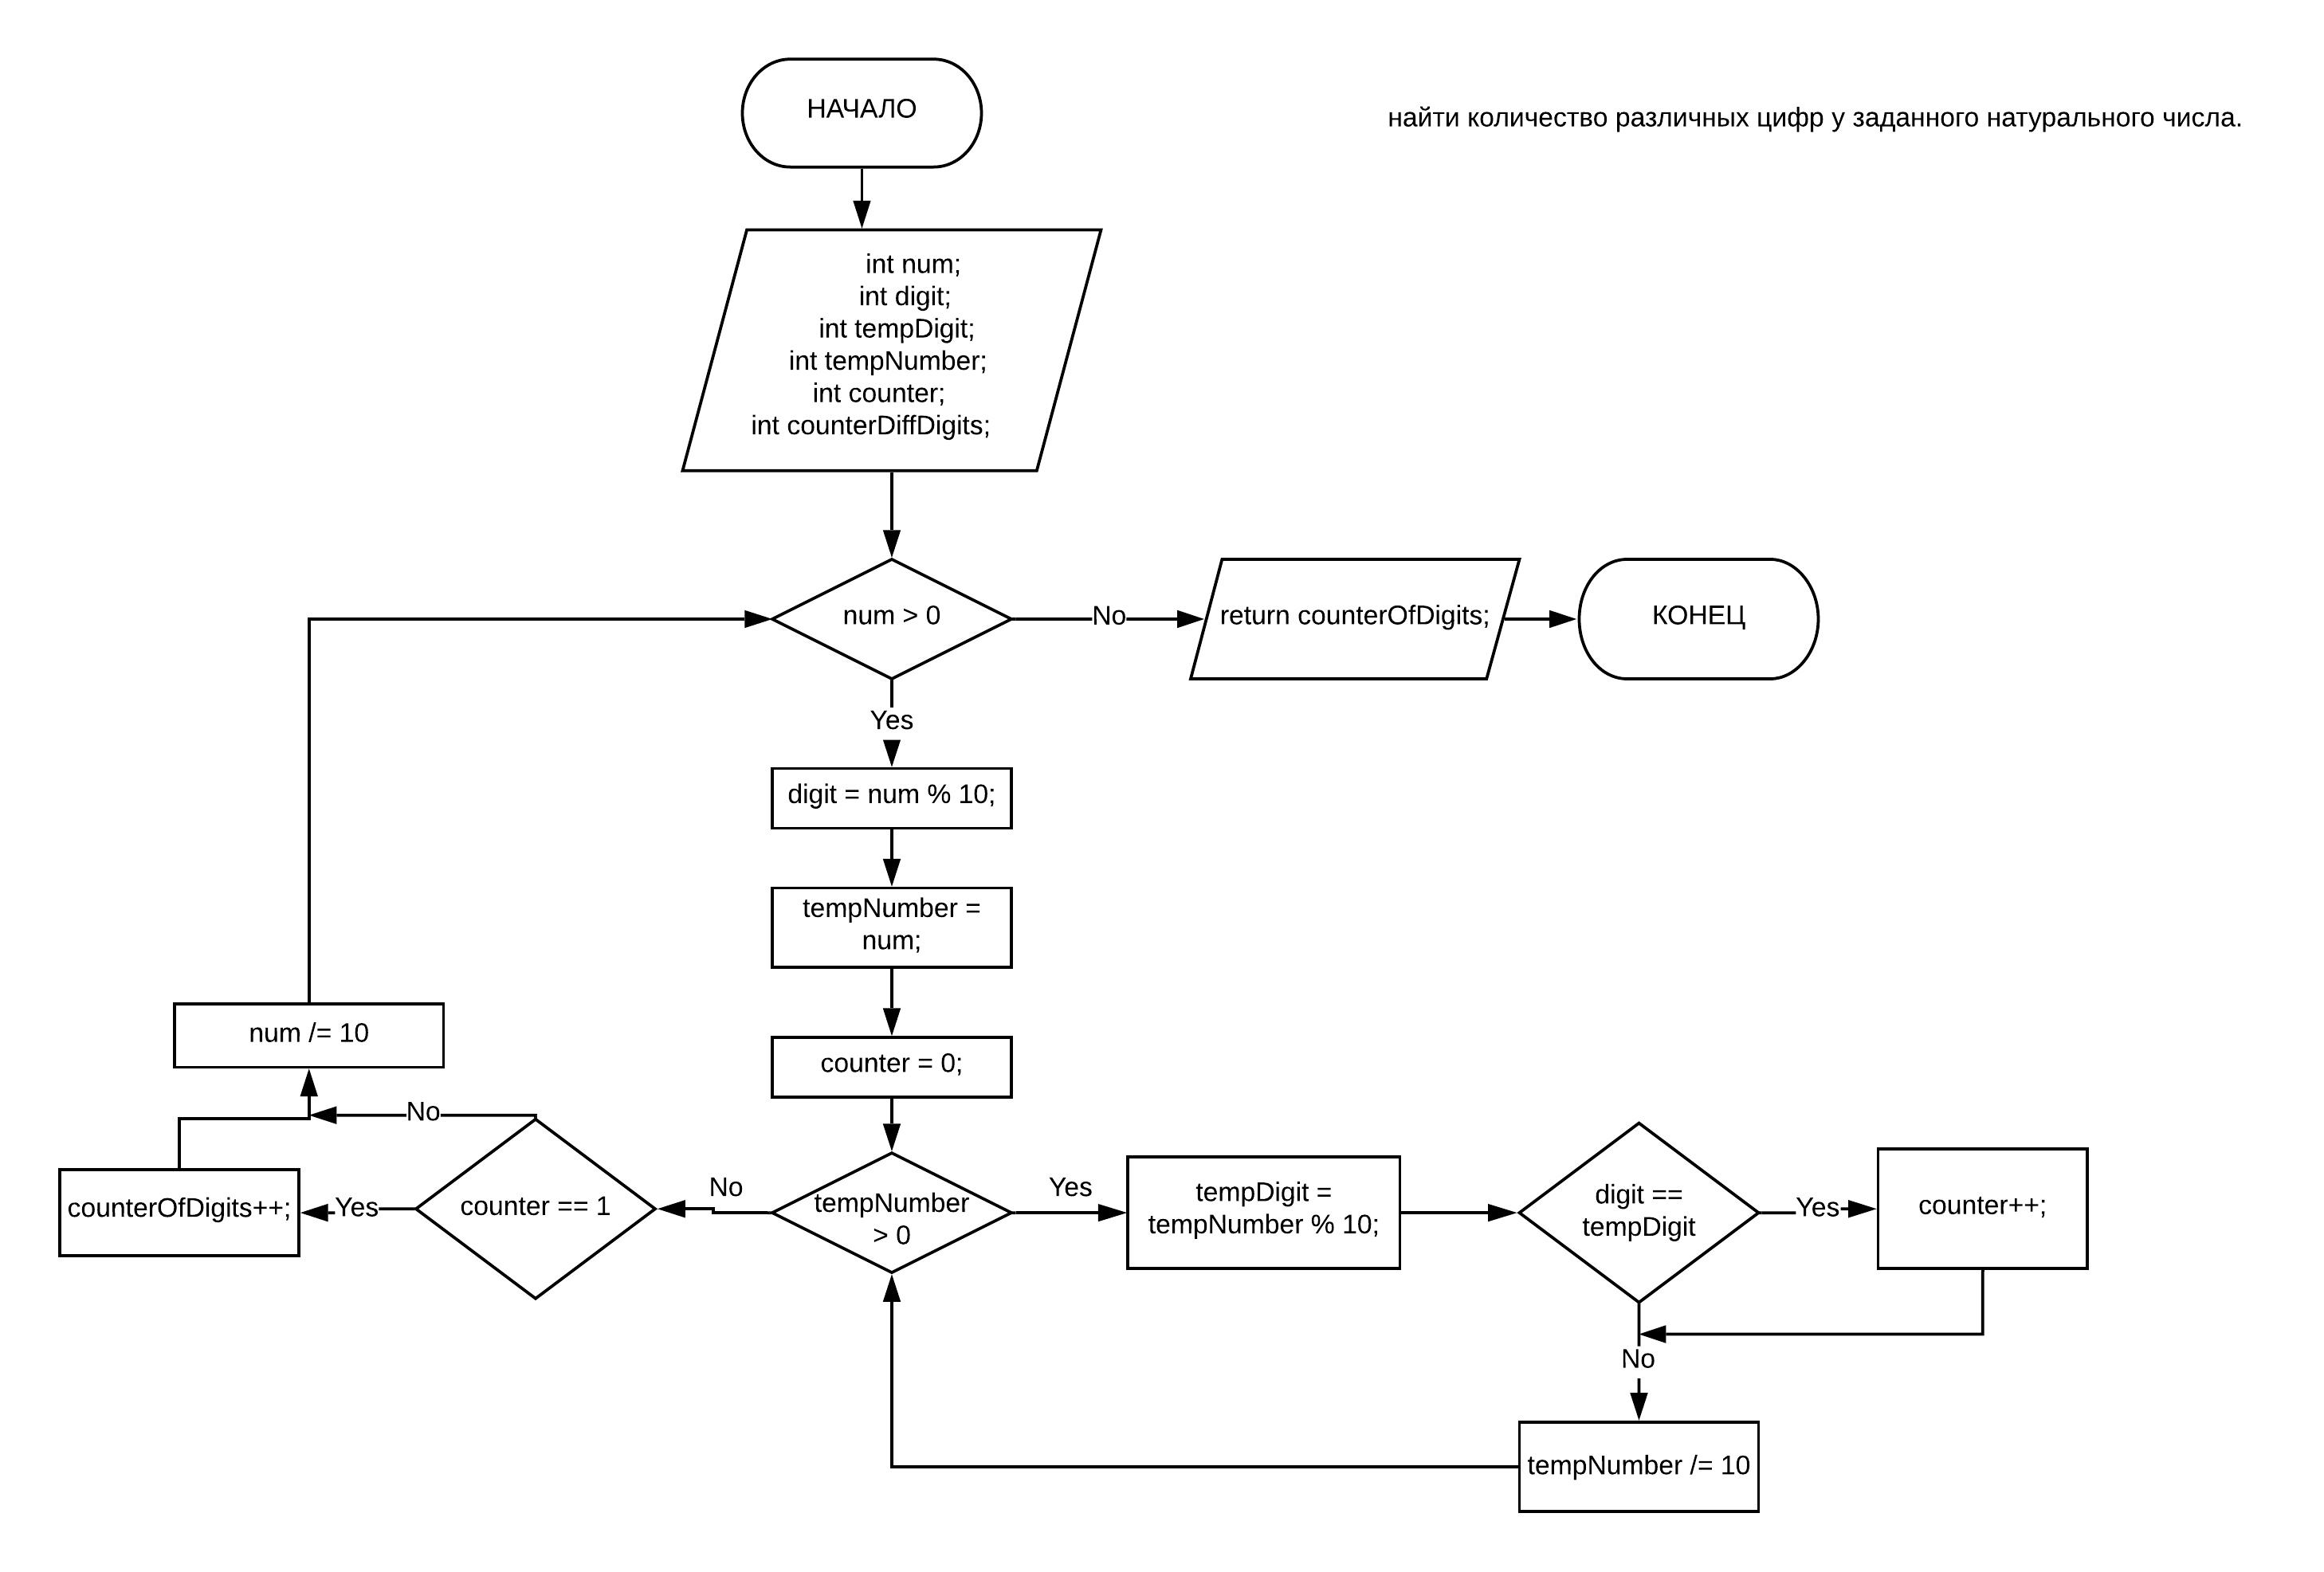 НАЧАЛО
найти количество различных цифр у заданного натурального числа.
int num;
int digit;
int tempDigit;
int tempNumber;
int counter;
int counterDiffDigits;
num > 0
No
return counterOfDigits;
КОНЕЦ
Yes
digit = num % 10;
tempNumber =
num;
num /= 10
counter = 0;
No
counterOfDigits++;
Yes
counter == 1
No
tempNumber
> 0
Yes
tempDigit =
tempNumber % 10;
digit ==
tempDigit
Yes
counter++;
No
tempNumber /= 10